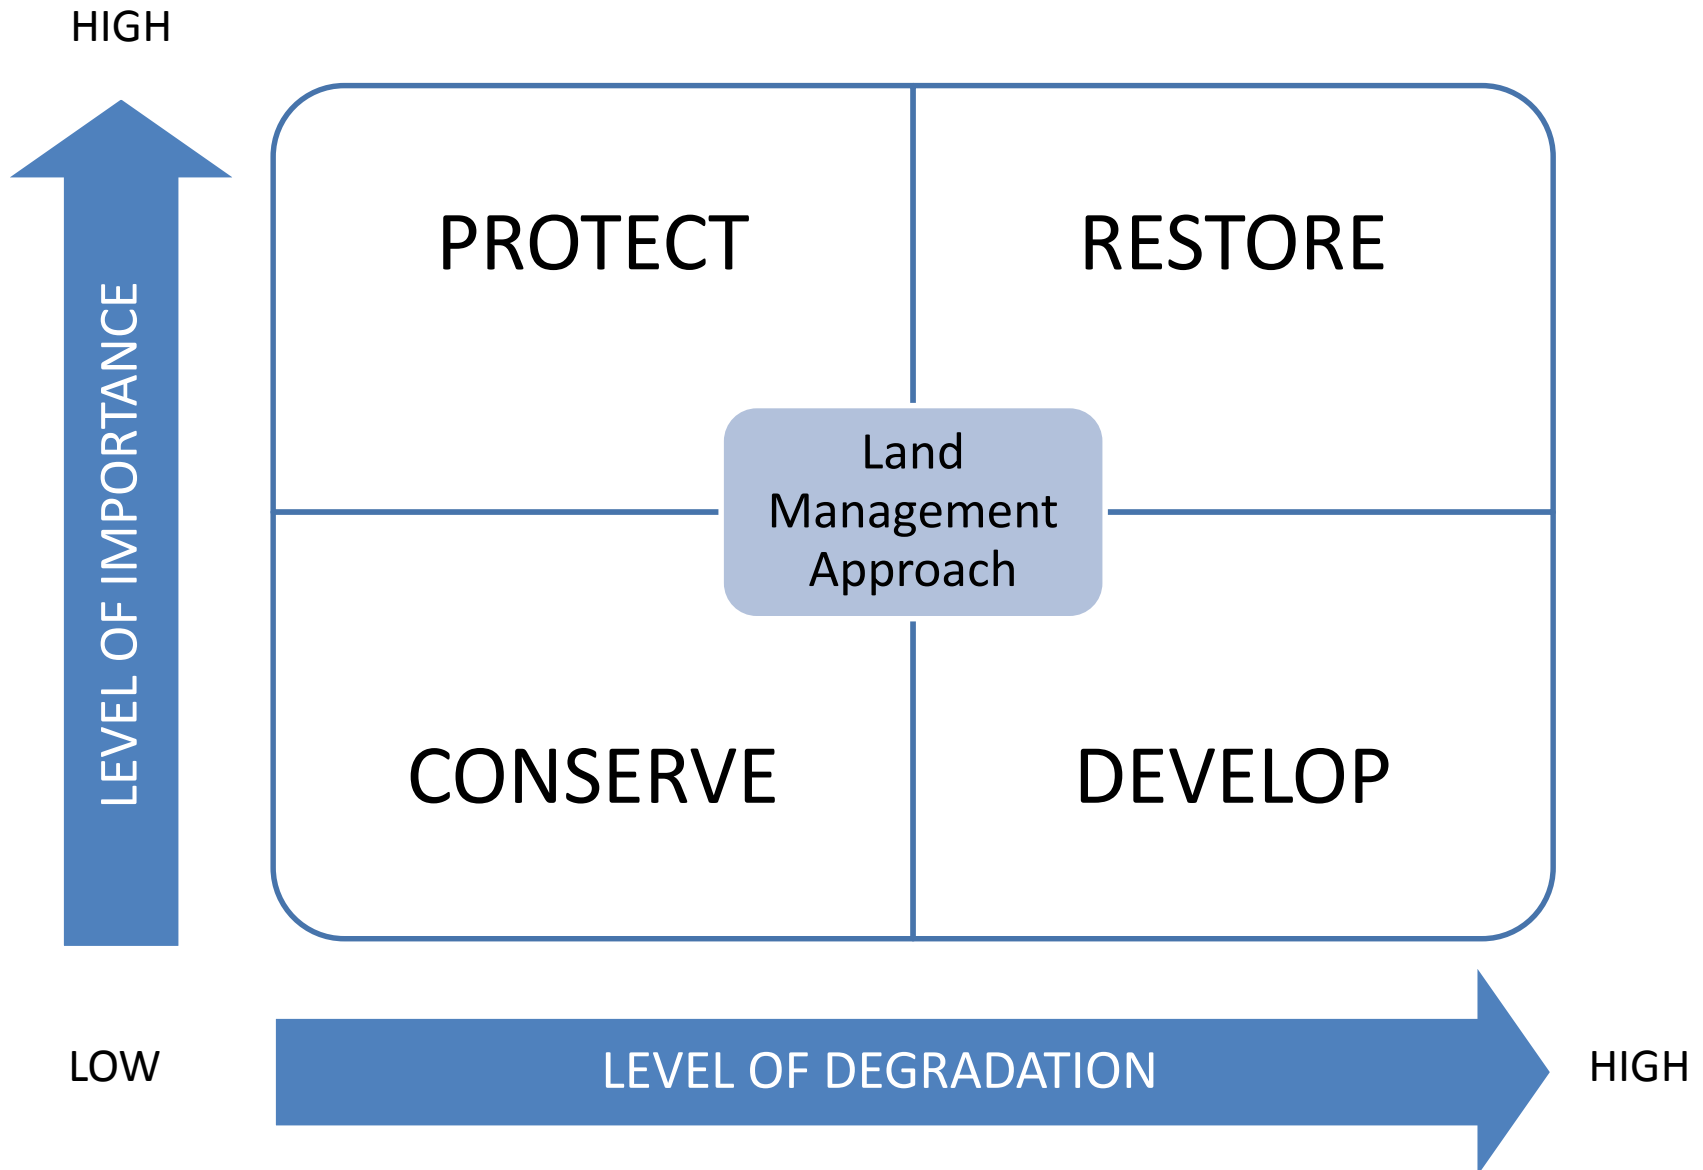 HIGH
LEVEL OF IMPORTANCE
PROTECT
RESTORE
Land
Management
Approach
CONSERVE
DEVELOP
LOW
LEVEL OF DEGRADATION
HIGH